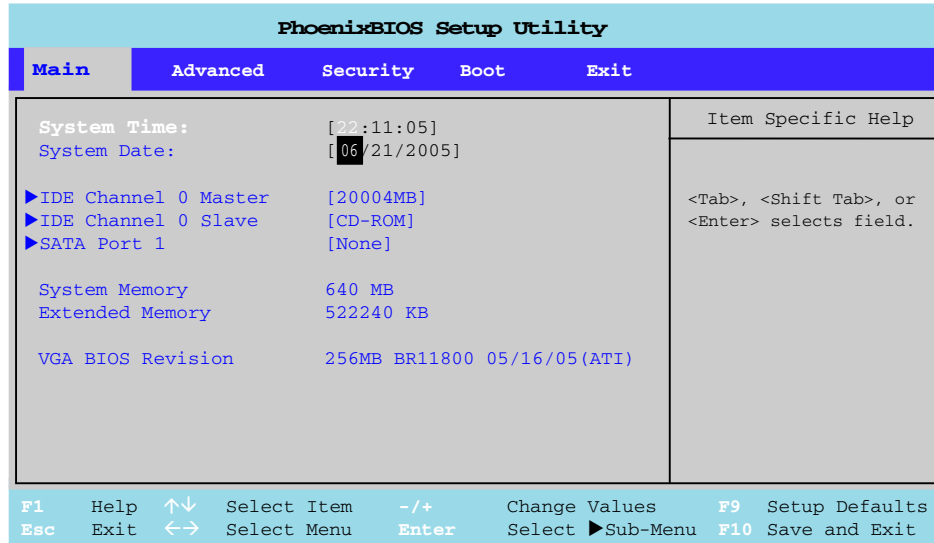 PhoenixBIOS Setup Utility
Main Advanced Security Boot Exit
System Time: [22:11:05]
System Date: [06/21/2005]
▶IDE Channel 0 Master [20004MB]
▶IDE Channel 0 Slave [CD-ROM]
▶SATA Port 1 [None]
System Memory 640 MB
Extended Memory 522240 KB
VGA BIOS Revision 256MB BR11800 05/16/05(ATI)
Item Specific Help
<Tab>, <Shift Tab>, or
<Enter> selects field.
F1 Help ↑↓ Select Item -/+ Change Values F9 Setup Defaults
Esc Exit ←→ Select Menu Enter Select ▶Sub-Menu F10 Save and Exit